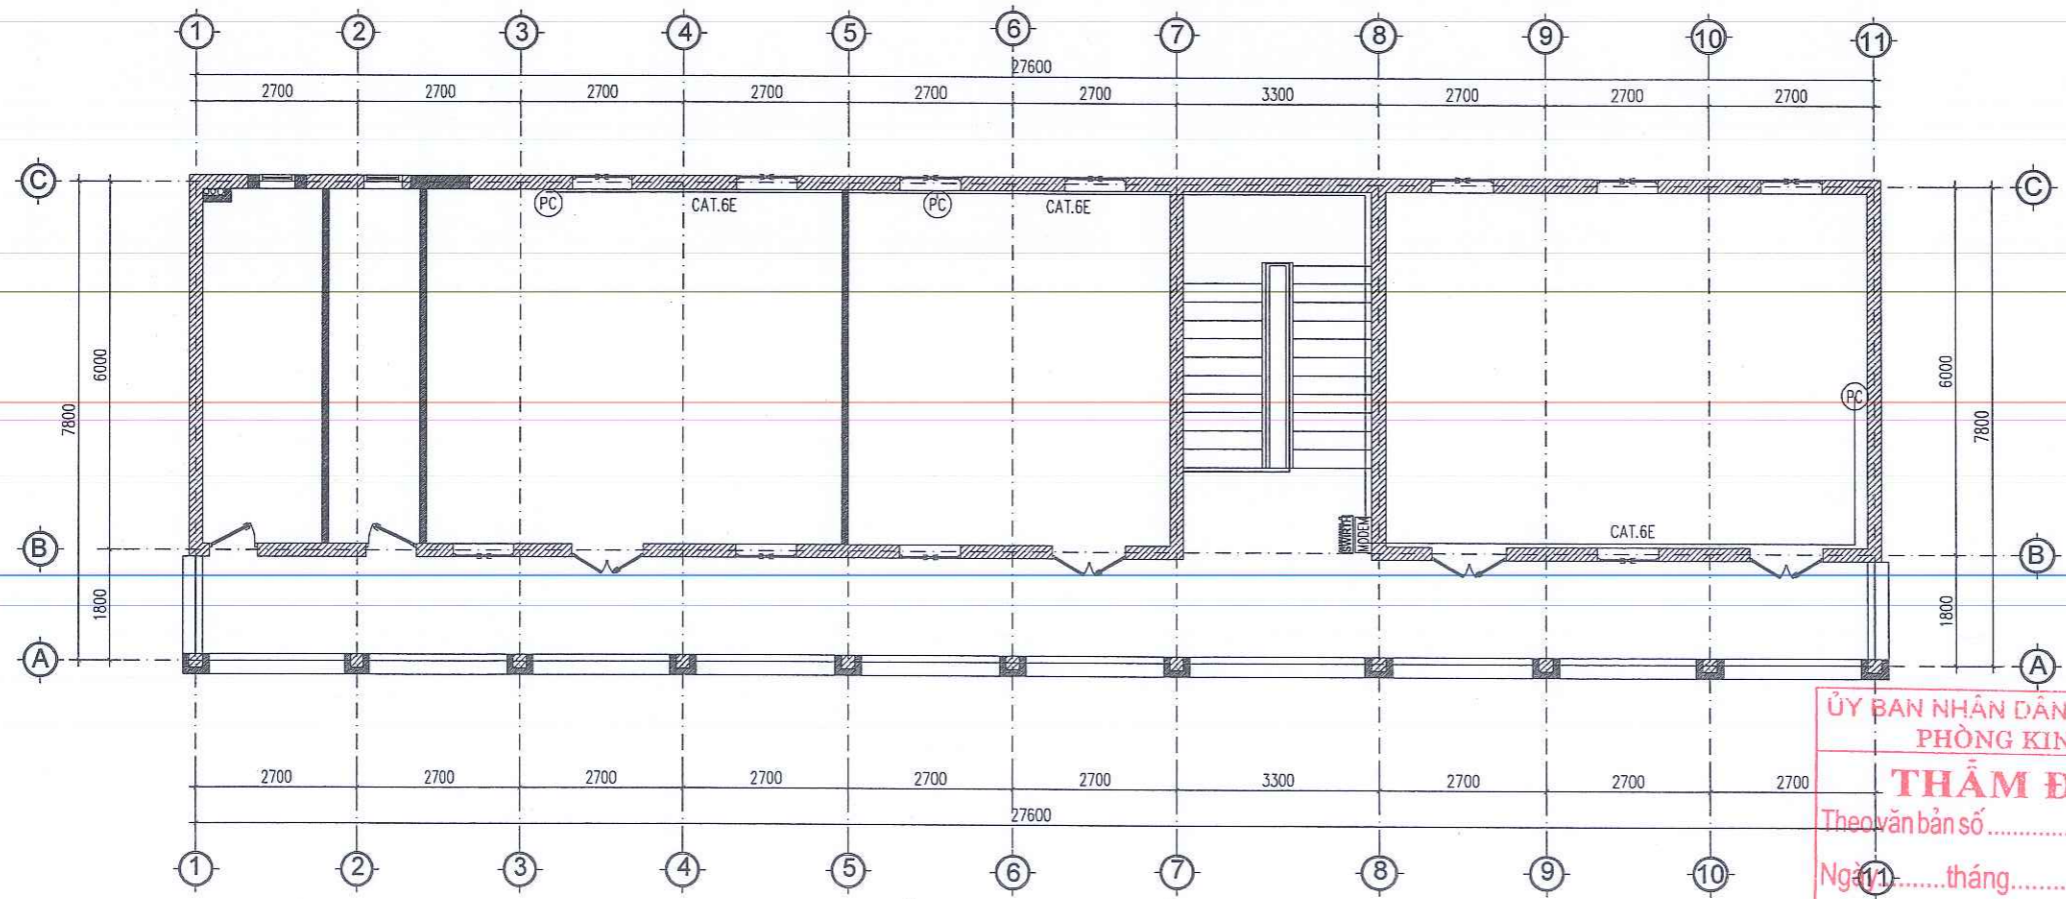 1 2 3 4 5 6 7 8 9 10 11
27600
2700 2700 2700 2700 2700 2700 3300 2700 2700 2700
C C
PC CAT.6E PC CAT.6E
6000 7800 6000 7800
PC
CAT.6E
SWIRTH
MODEM
B B
1800 1800
A A
ỦY BAN NHÂN DÂN
PHÒNG KIN
THẨM Đ
2700 2700 2700 2700 2700 2700 3300 2700 2700 2700
27600
Theo văn bản số ............
Ngày.........tháng.........
1 2 3 4 5 6 7 8 9 10 11